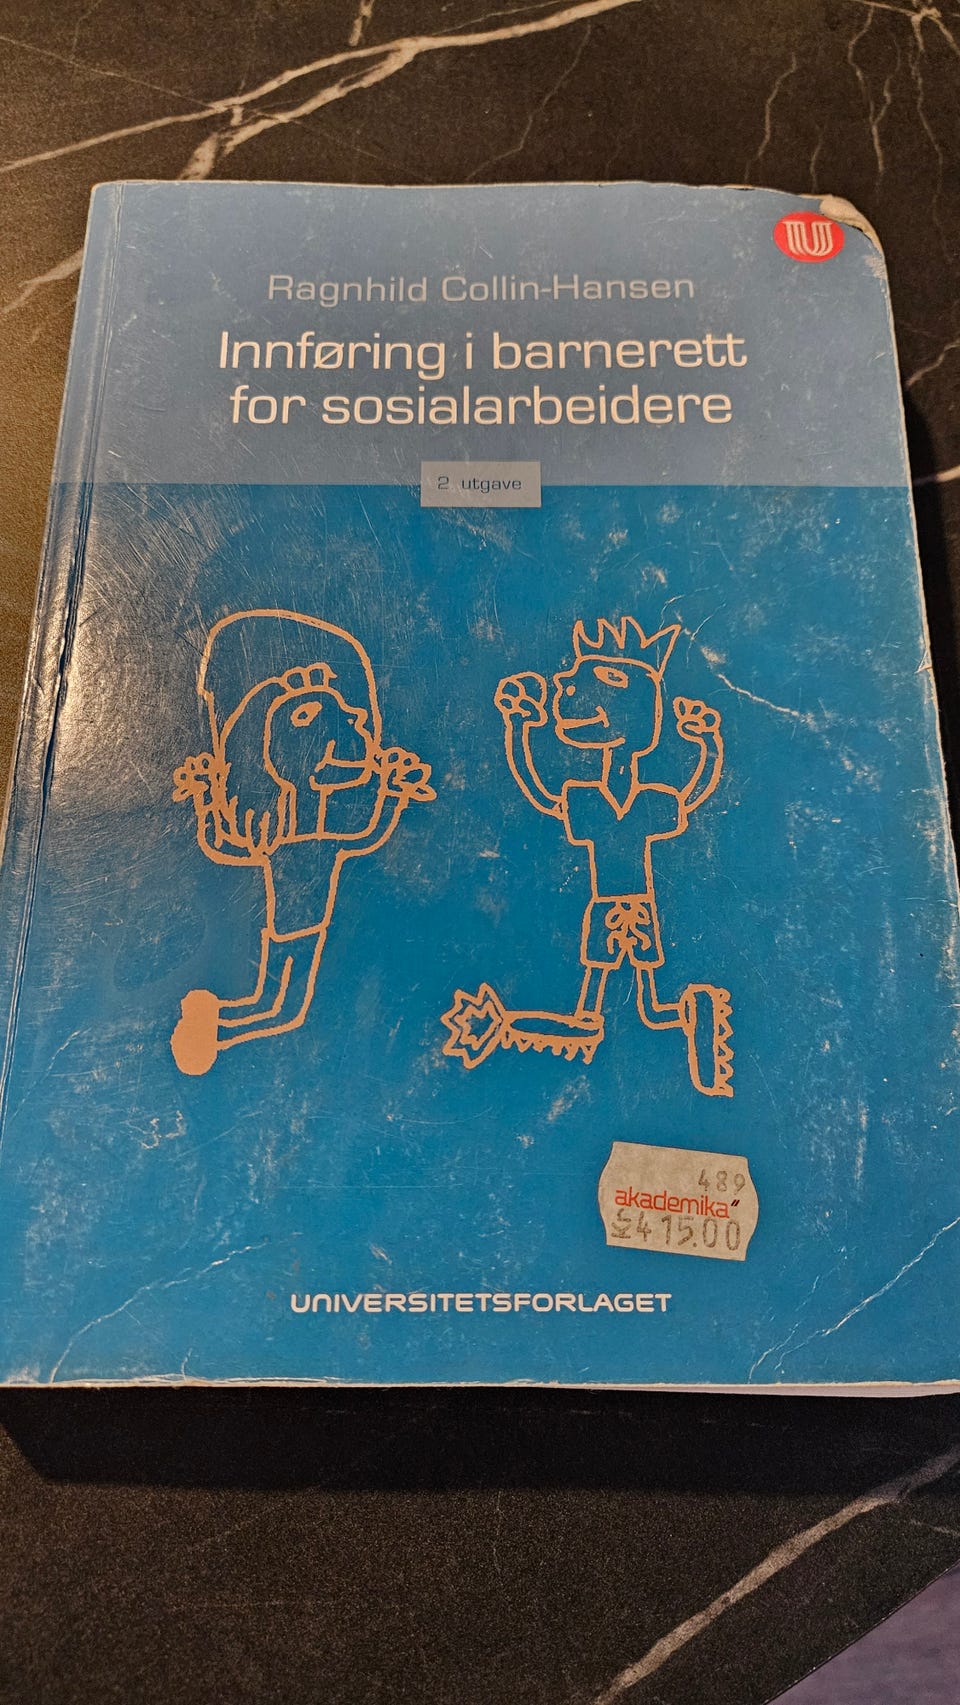 Ragnhild Collin-Hansen
Innføring i barnerett
for sosialarbeidere
2. utgave
489
akademika"
415.00
UNIVERSITETSFORLAGET